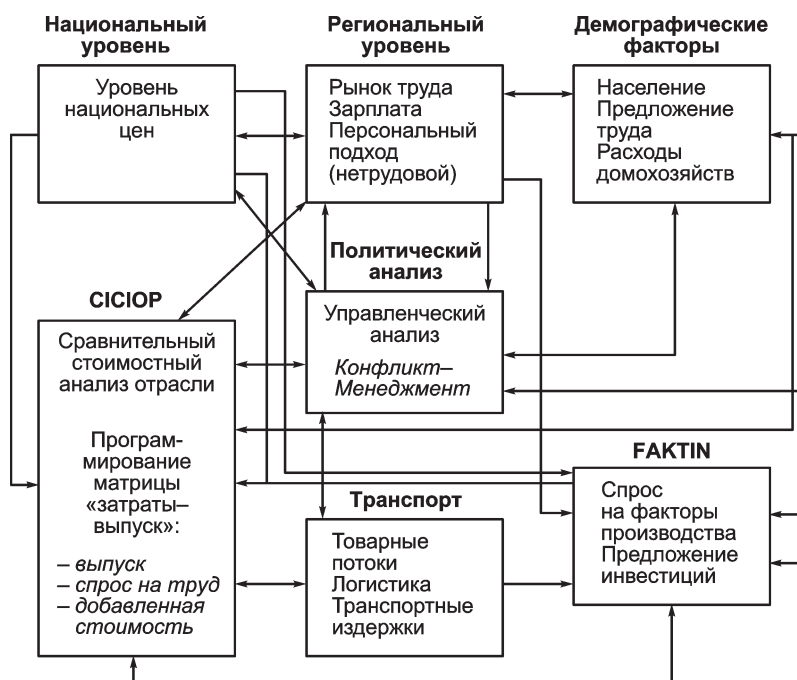 Национальный
уровень
Уровень
национальных
цен
Региональный
уровень
Рынок труда
Зарплата
Персональный
подход
(нетрудовой)
Демографические
факторы
Население
Предложение
труда
Расходы
домохозяйств
Политический
анализ
Управленческий
анализ
Конфликт–
Менеджмент
CICIOP
Сравнительный
стоимостный
анализ отрасли
Програм-
мирование
матрицы
«затраты–
выпуск»:
– выпуск
– спрос на труд
– добавленная
стоимость
Транспорт
Товарные
потоки
Логистика
Транспортные
издержки
FAKTIN
Спрос
на факторы
производства
Предложение
инвестиций